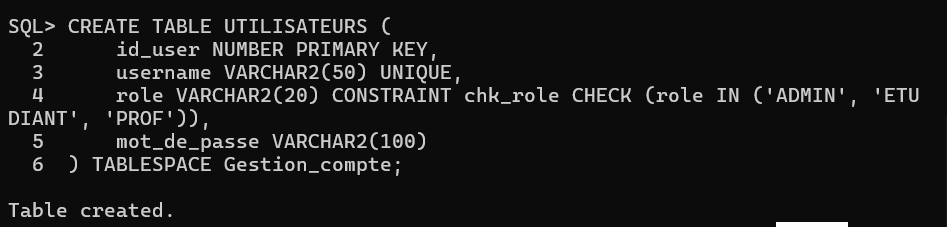 SQL> CREATE TABLE UTILISATEURS (
  2      id_user NUMBER PRIMARY KEY,
  3      username VARCHAR2(50) UNIQUE,
  4      role VARCHAR2(20) CONSTRAINT chk_role CHECK (role IN ('ADMIN', 'ETU
DIANT', 'PROF')),
  5      mot_de_passe VARCHAR2(100)
  6  ) TABLESPACE Gestion_compte;
Table created.